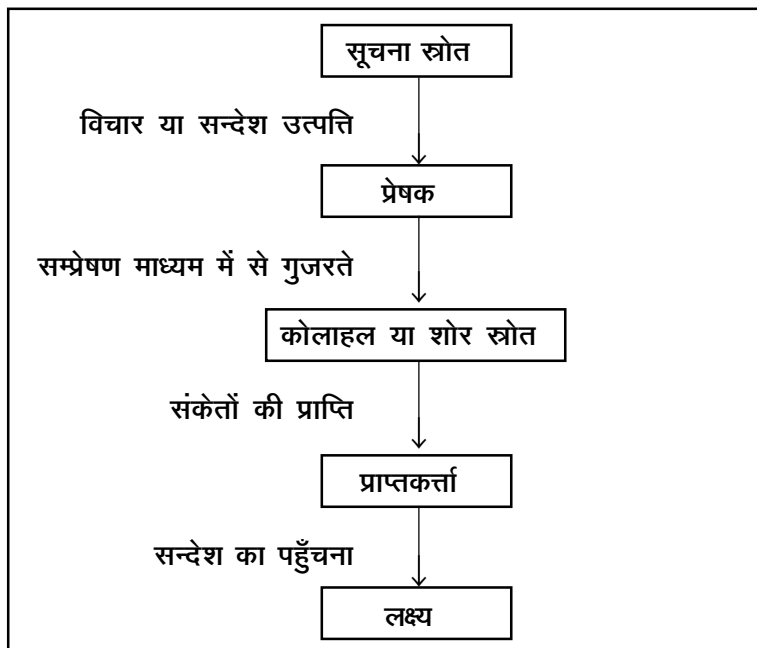 सूचना स्रोत
विचार या सन्देश उत्पत्ति
प्रेषक
सम्प्रेषण माध्यम में से गुजरते
कोलाहल या शोर स्रोत
संकेतों की प्राप्ति
प्राप्तकर्त्ता
सन्देश का पहुँचना
लक्ष्य